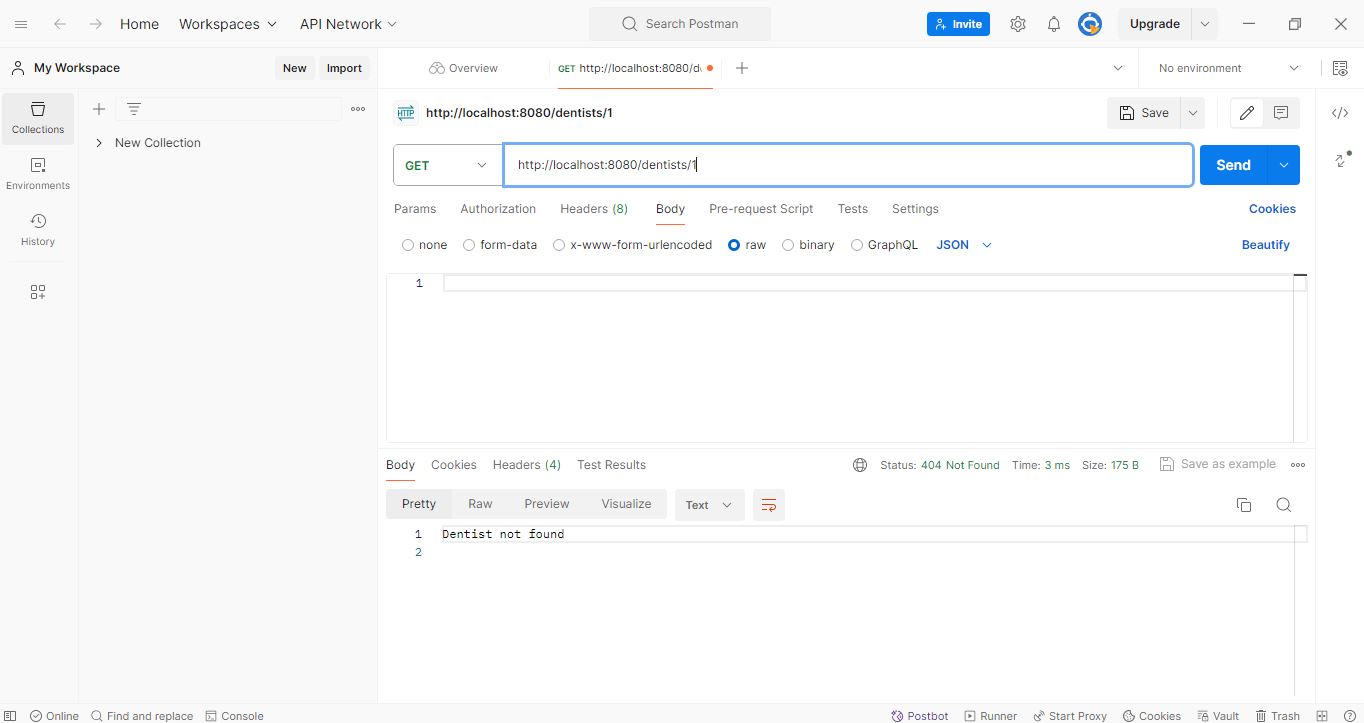 Home Workspaces API Network Search Postman Invite Upgrade
My Workspace New Import Overview GET http://localhost:8080/d No environment
Collections
New Collection
Environments
History
HTTP http://localhost:8080/dentists/1 Save
GET http://localhost:8080/dentists/1 Send
Params Authorization Headers (8) Body Pre-request Script Tests Settings Cookies
none form-data x-www-form-urlencoded raw binary GraphQL JSON Beautify
1
Body Cookies Headers (4) Test Results Status: 404 Not Found Time: 3 ms Size: 175 B Save as example
Pretty Raw Preview Visualize Text
1 Dentist not found
2
Online Find and replace Console Postbot Runner Start Proxy Cookies Vault Trash